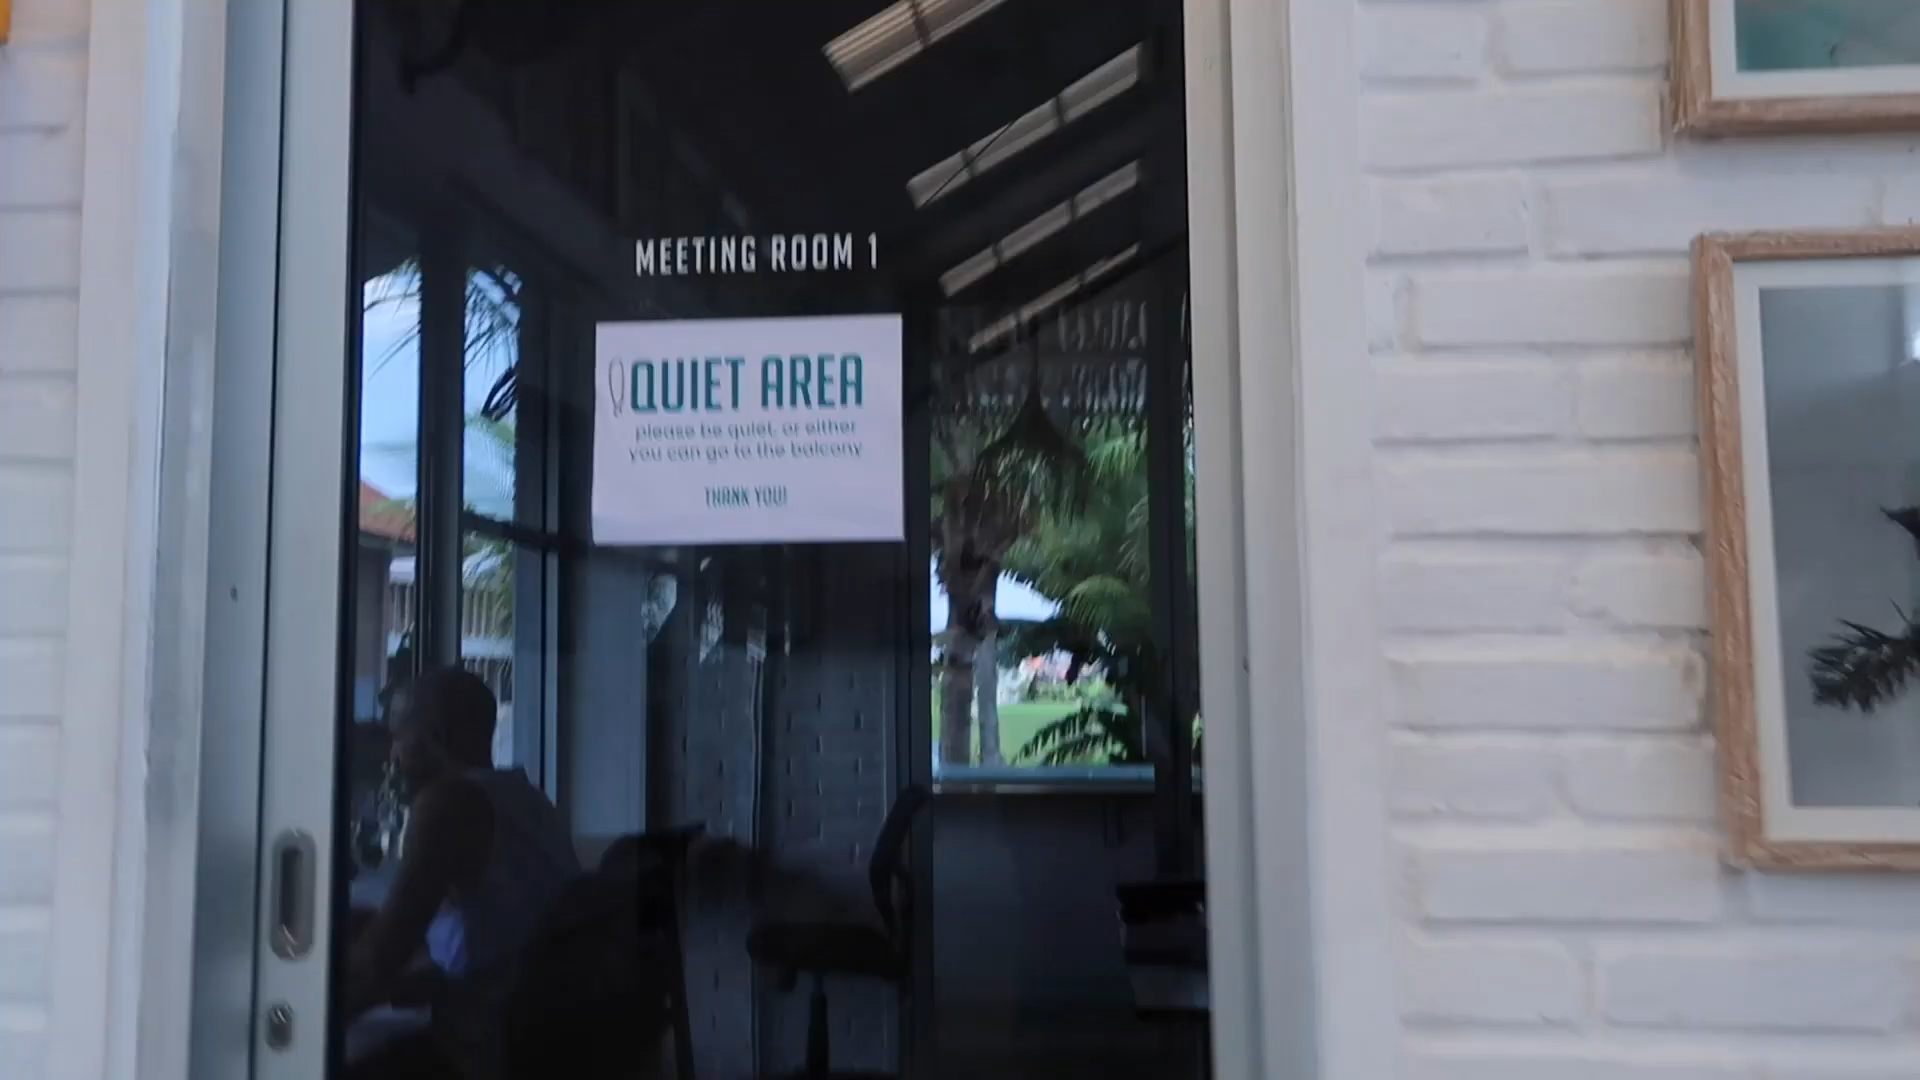 MEETING ROOM 1
QUIET AREA
please be quiet, or either
you can go to the balcony
THANK YOU!